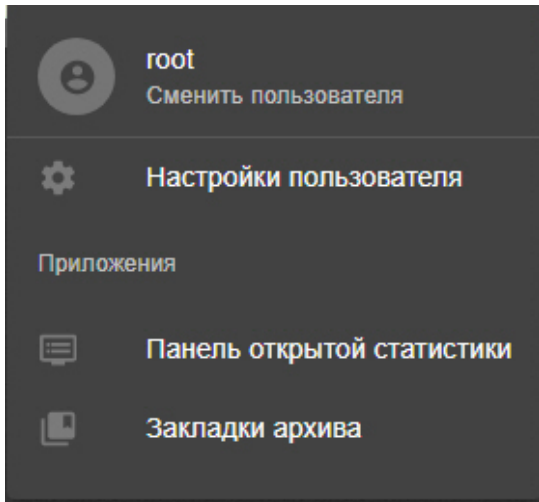 root
Сменить пользователя
Настройки пользователя
Приложения
Панель открытой статистики
Закладки архива